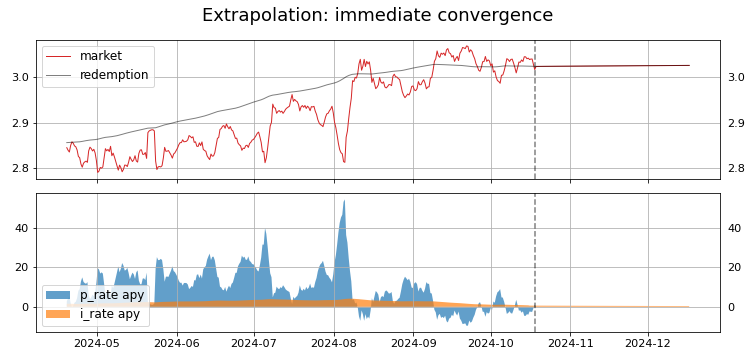 Extrapolation: immediate convergence
market
redemption
3.0
3.0
2.9
2.9
2.8
2.8
40
40
20
20
0
0
p_rate apy
i_rate apy
2024-05 2024-06 2024-07 2024-08 2024-09 2024-10 2024-11 2024-12